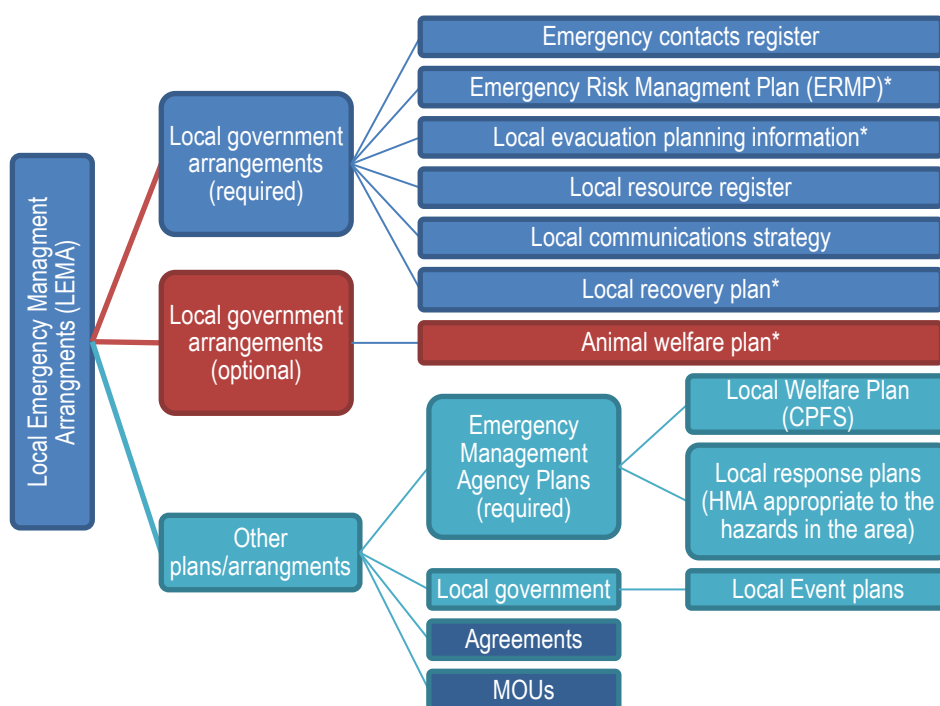 Local Emergency Managment
Arrangments (LEMA)
Local government
arrangements
(required)
Emergency contacts register
Emergency Risk Managment Plan (ERMP)*
Local evacuation planning information*
Local resource register
Local communications strategy
Local recovery plan*
Local government
arrangements
(optional)
Animal welfare plan*
Other
plans/arrangments
Emergency
Management
Agency Plans
(required)
Local Welfare Plan
(CPFS)
Local response plans
(HMA appropriate to the
hazards in the area)
Local government
Local Event plans
Agreements
MOUs